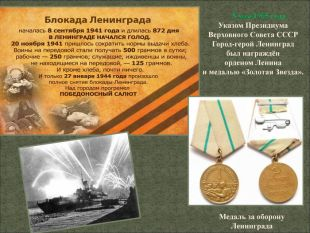 Блокада Ленинграда
началась 8 сентября 1941 года и длилась 872 дня
В ЛЕНИНГРАДЕ НАЧАЛСЯ ГОЛОД.
20 ноября 1941 пришлось сократить нормы выдачи хлеба.
Воины на передовой стали получать 500 граммов в сутки;
рабочие — 250 граммов; служащие, иждивенцы и воины,
не находящиеся на передовой, — 125 граммов.
И кроме хлеба, почти ничего.
И только 27 января 1944 года произошло
полное снятие блокады Ленинграда.
Над городом прогремел
ПОБЕДОНОСНЫЙ САЛЮТ
Указом Президиума
Верховного Совета СССР
Город-герой Ленинград
был награждён
орденом Ленина
и медалью «Золотая Звезда».
Медаль за оборону
Ленинграда